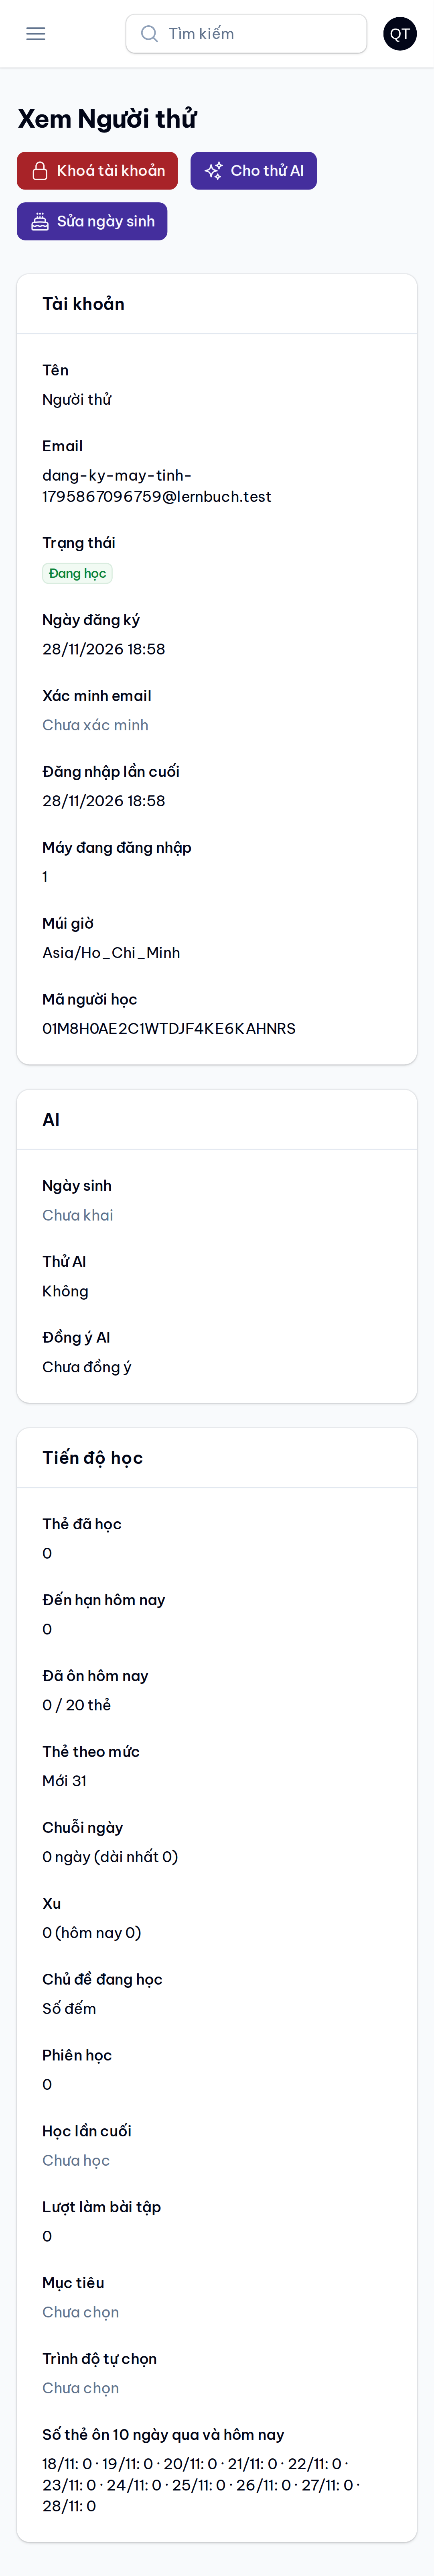 Tìm kiếm
QT
Xem Người thử
Khoá tài khoản
Cho thử AI
Sửa ngày sinh
Tài khoản
Tên
Người thử
Email
dang-ky-may-tinh-
1795867096759@lernbuch.test
Trạng thái
Đang học
Ngày đăng ký
28/11/2026 18:58
Xác minh email
Chưa xác minh
Đăng nhập lần cuối
28/11/2026 18:58
Máy đang đăng nhập
1
Múi giờ
Asia/Ho_Chi_Minh
Mã người học
01M8H0AE2C1WTDJF4KE6KAHNRS
AI
Ngày sinh
Chưa khai
Thử AI
Không
Đồng ý AI
Chưa đồng ý
Tiến độ học
Thẻ đã học
0
Đến hạn hôm nay
0
Đã ôn hôm nay
0 / 20 thẻ
Thẻ theo mức
Mới 31
Chuỗi ngày
0 ngày (dài nhất 0)
Xu
0 (hôm nay 0)
Chủ đề đang học
Số đếm
Phiên học
0
Học lần cuối
Chưa học
Lượt làm bài tập
0
Mục tiêu
Chưa chọn
Trình độ tự chọn
Chưa chọn
Số thẻ ôn 10 ngày qua và hôm nay
18/11: 0 · 19/11: 0 · 20/11: 0 · 21/11: 0 · 22/11: 0 ·
23/11: 0 · 24/11: 0 · 25/11: 0 · 26/11: 0 · 27/11: 0 ·
28/11: 0